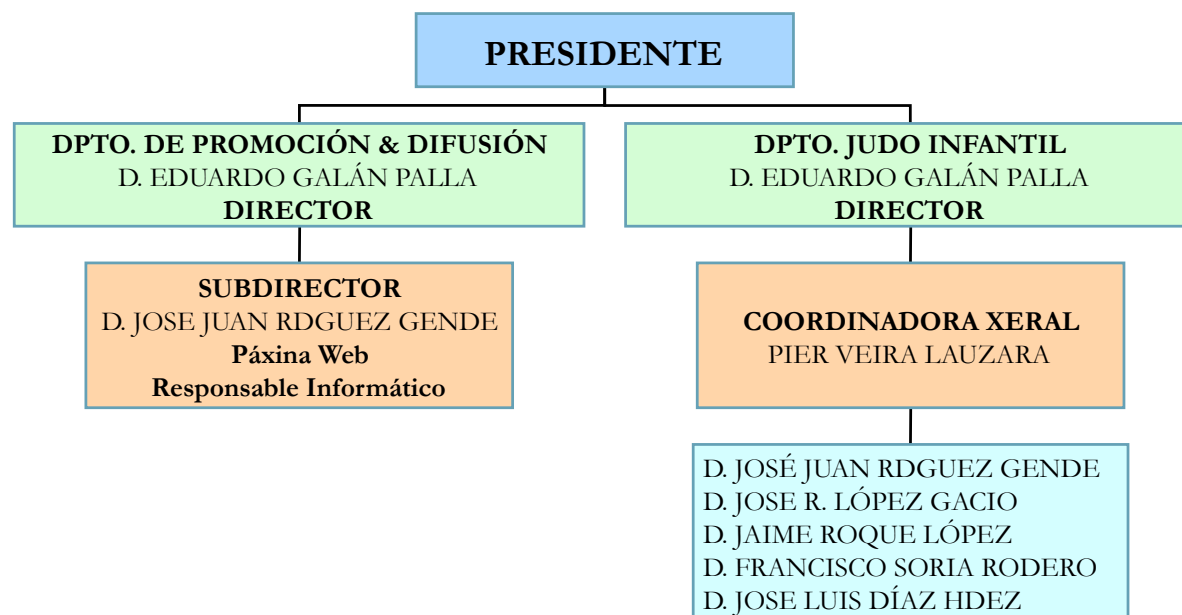 PRESIDENTE
DPTO. DE PROMOCIÓN & DIFUSIÓN
D. EDUARDO GALÁN PALLA
DIRECTOR
DPTO. JUDO INFANTIL
D. EDUARDO GALÁN PALLA
DIRECTOR
SUBDIRECTOR
D. JOSE JUAN RDGUEZ GENDE
Páxina Web
Responsable Informático
COORDINADORA XERAL
PIER VEIRA LAUZARA
D. JOSÉ JUAN RDGUEZ GENDE
D. JOSE R. LÓPEZ GACIO
D. JAIME ROQUE LÓPEZ
D. FRANCISCO SORIA RODERO
D. JOSE LUIS DÍAZ HDEZ